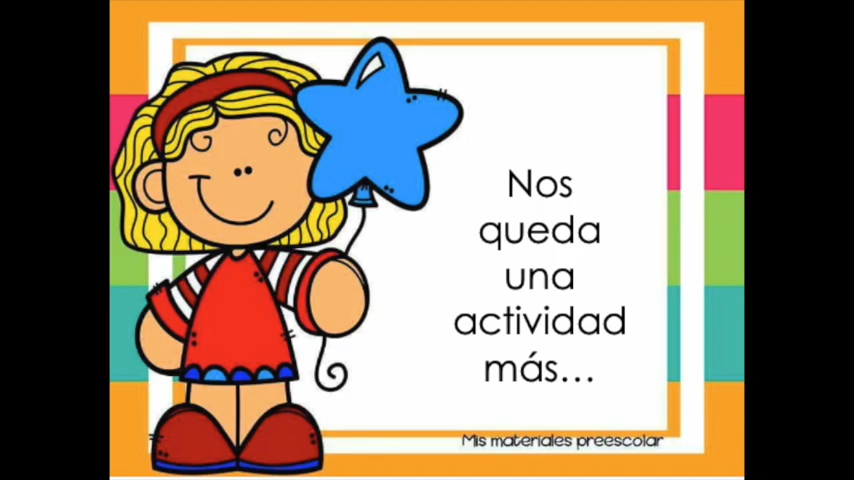 Nos
queda
una
actividad
más...
Mis materiales preescolar